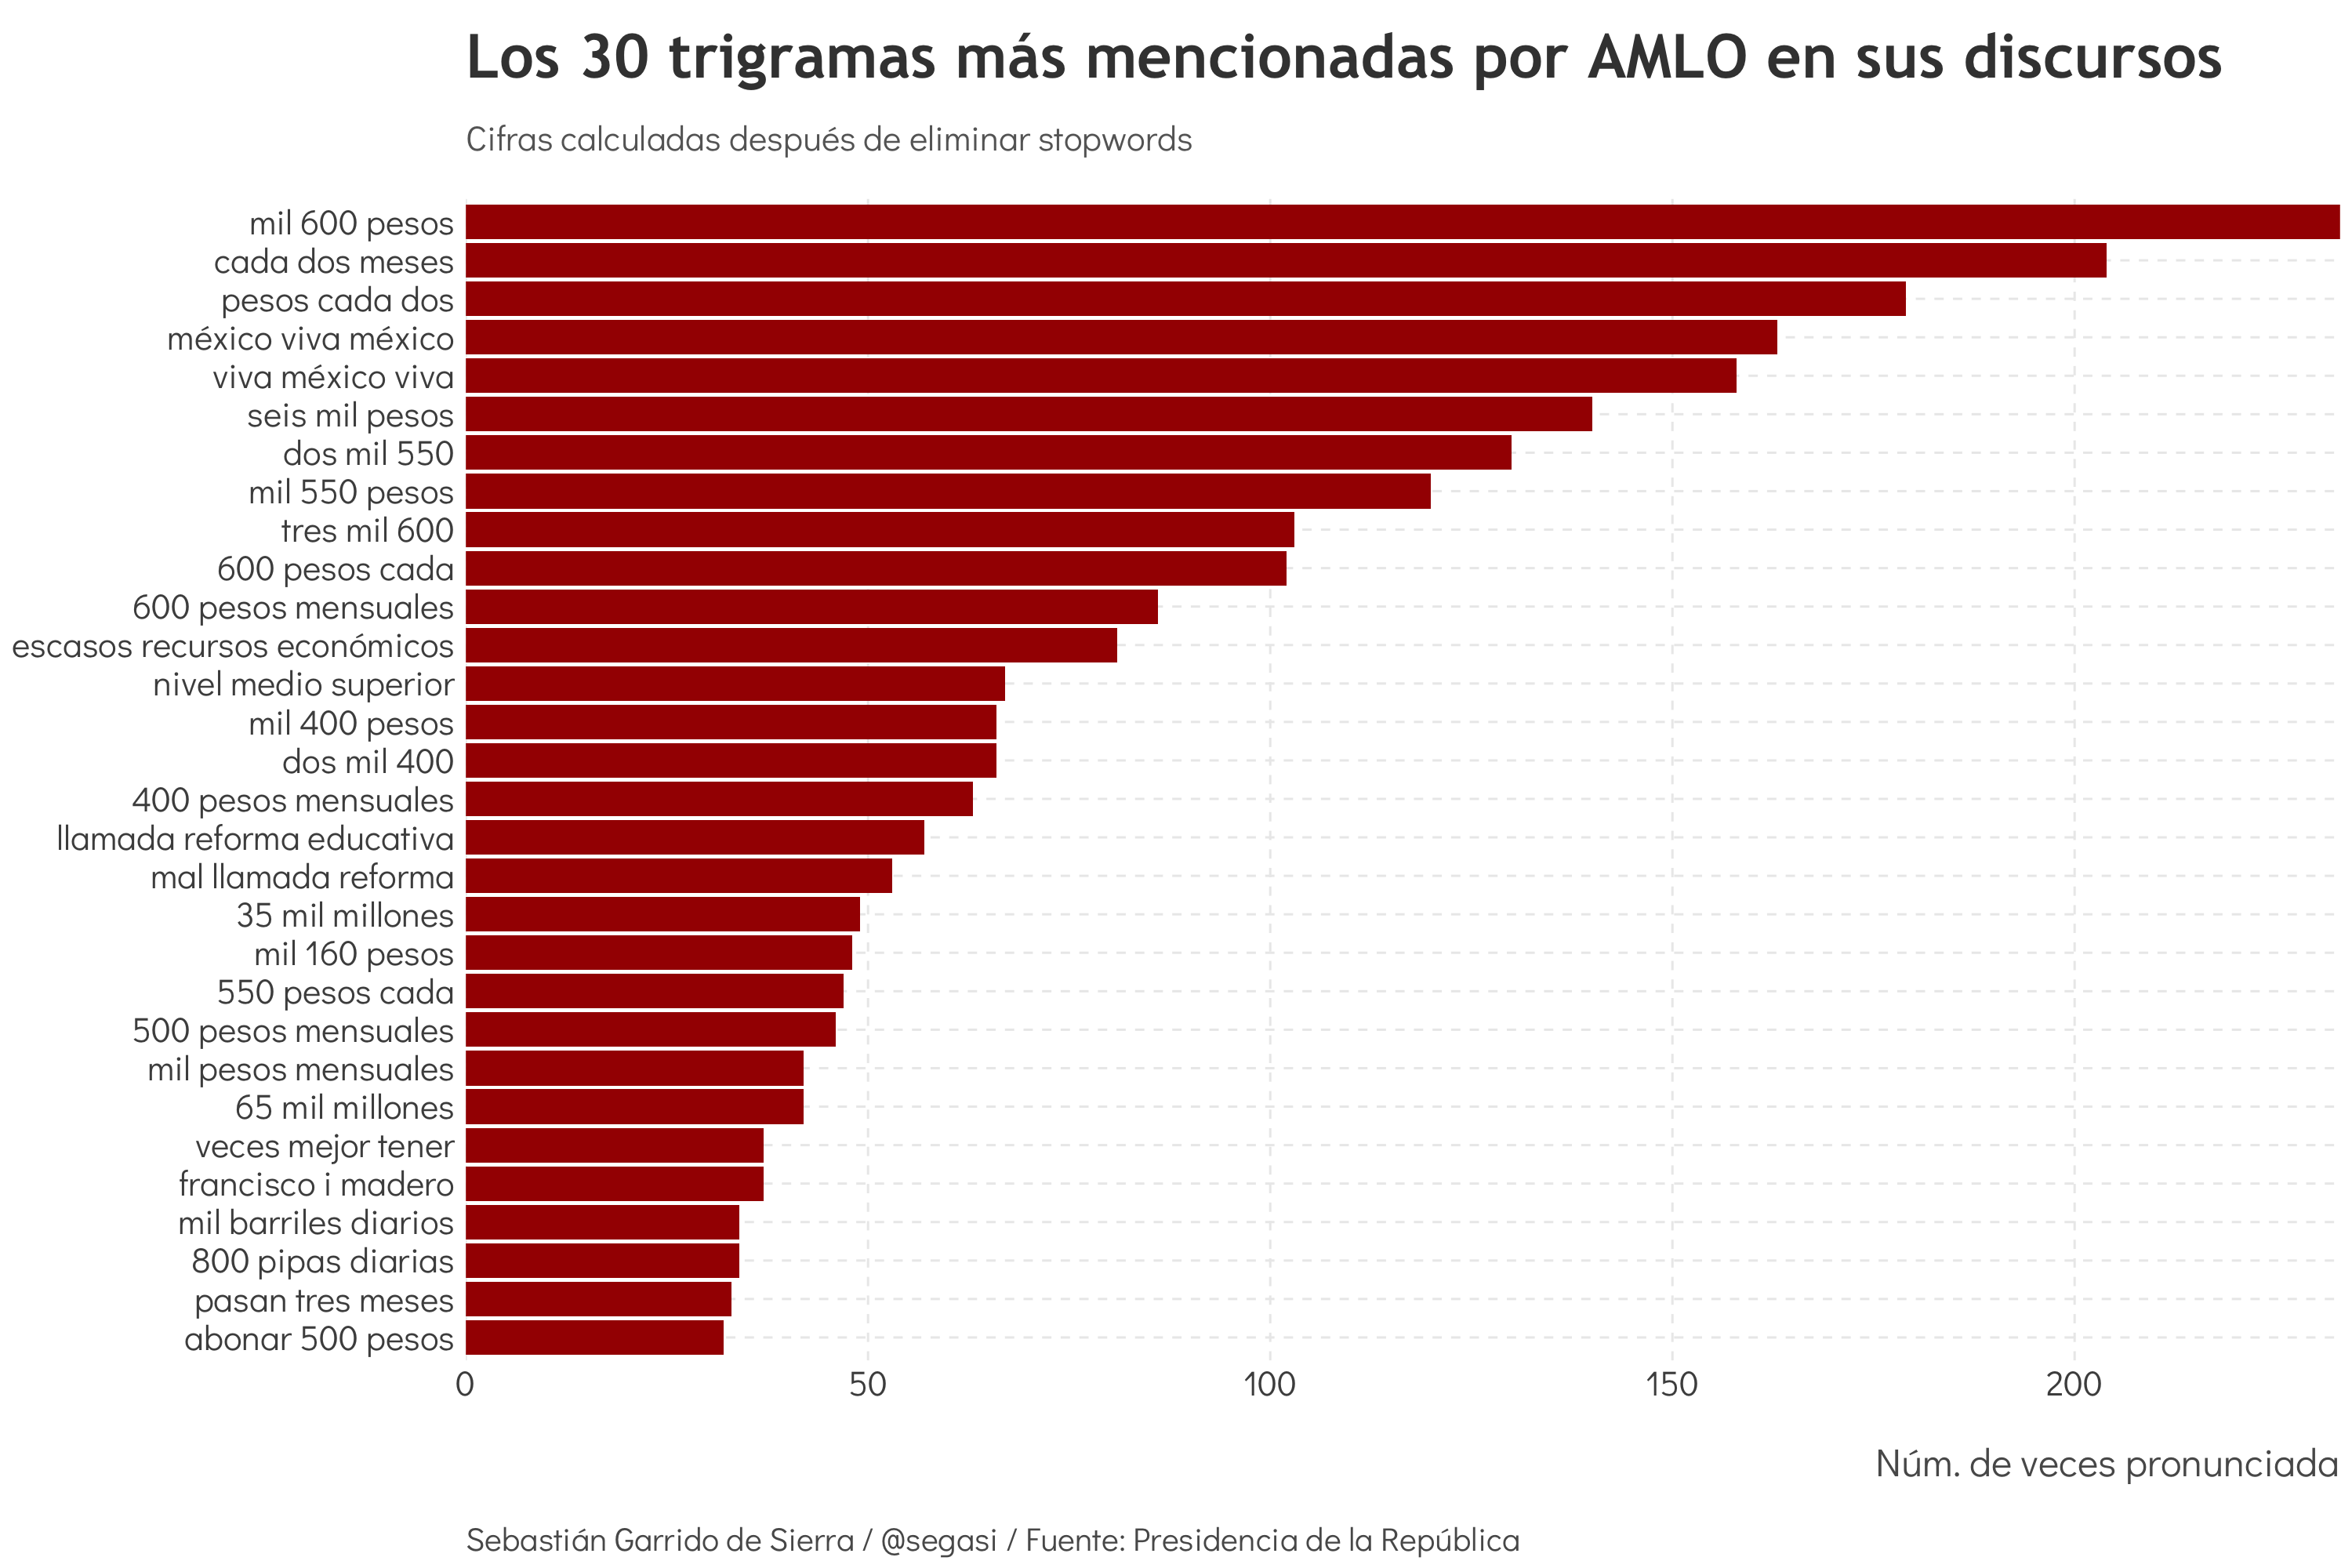 Los 30 trigramas más mencionadas por AMLO en sus discursos
Cifras calculadas después de eliminar stopwords
mil 600 pesos
cada dos meses
pesos cada dos
méxico viva méxico
viva méxico viva
seis mil pesos
dos mil 550
mil 550 pesos
tres mil 600
600 pesos cada
600 pesos mensuales
escasos recursos económicos
nivel medio superior
mil 400 pesos
dos mil 400
400 pesos mensuales
llamada reforma educativa
mal llamada reforma
35 mil millones
mil 160 pesos
550 pesos cada
500 pesos mensuales
mil pesos mensuales
65 mil millones
veces mejor tener
francisco i madero
mil barriles diarios
800 pipas diarias
pasan tres meses
abonar 500 pesos
0 50 100 150 200
Núm. de veces pronunciada
Sebastián Garrido de Sierra / @segasi / Fuente: Presidencia de la República